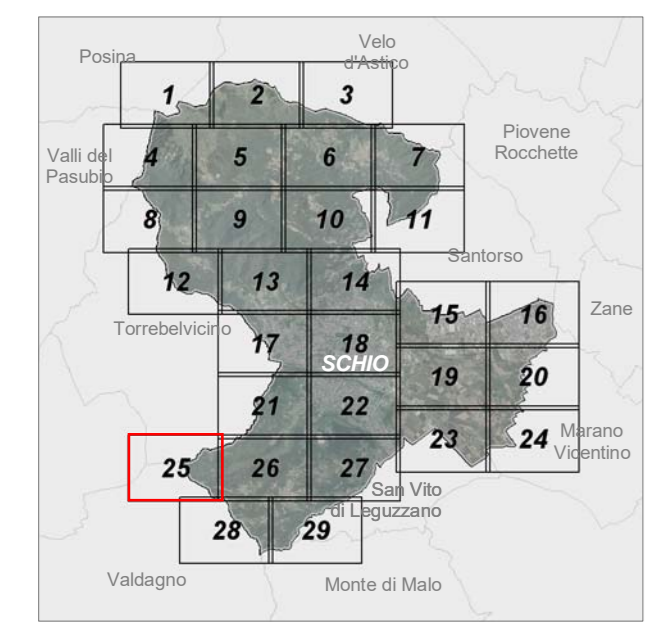 Velo
d'Astico
Posina
1
2
3
Piovene
Rocchette
Valli del
Pasubio
4
5
6
7
8
9
10
11
Santorso
12
13
14
15
16
Zane
Torrebelvicino
17
18
SCHIO
19
20
21
22
23
24
Marano
Vicentino
25
26
27
San Vito
di Leguzzano
28
29
Valdagno
Monte di Malo